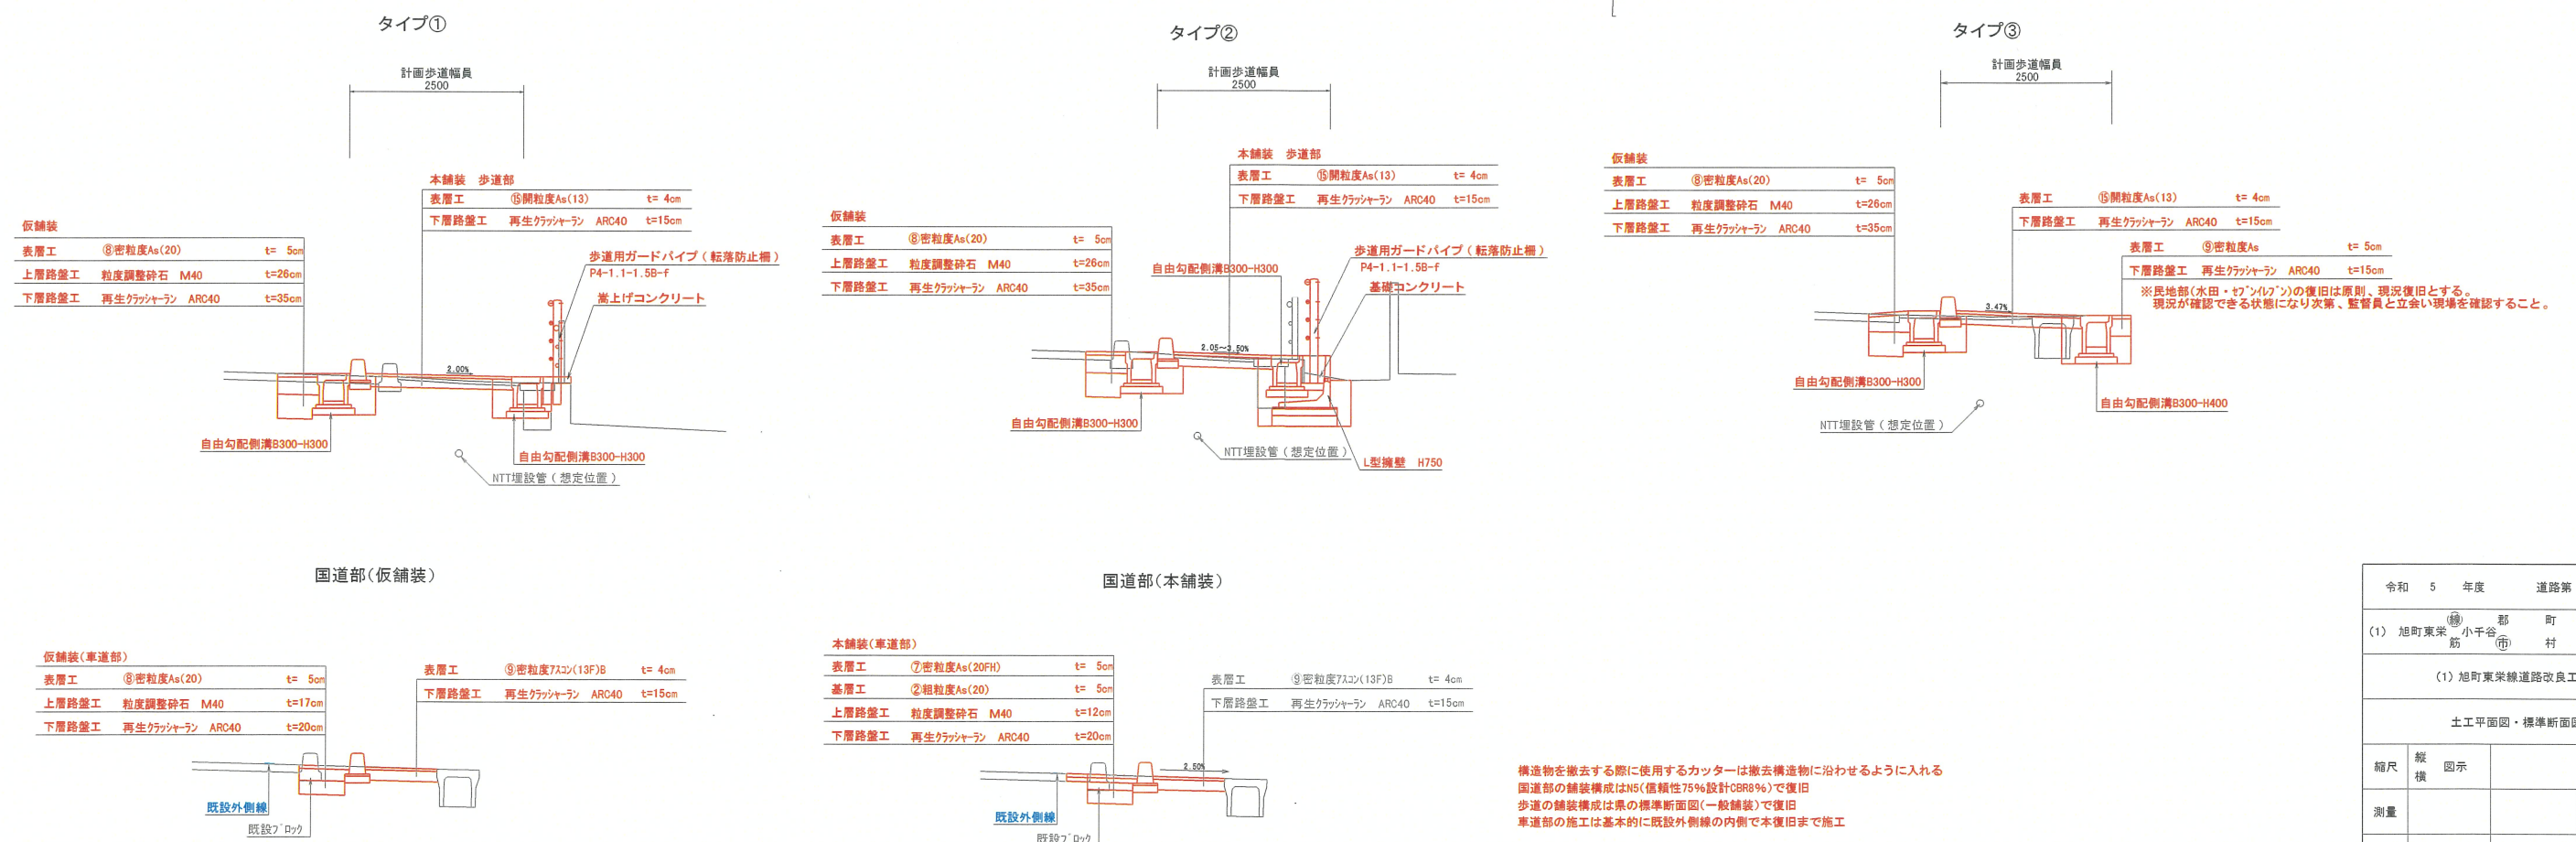 タイプ①
計画歩道幅員
2500
本舗装　歩道部
表層工　⑮開粒度As(13)　t= 4cm
下層路盤工　再生クラッシャーラン　ARC40　t=15cm
仮舗装
表層工　⑧密粒度As(20)　t= 5cm
上層路盤工　粒度調整砕石　M40　t=26cm
下層路盤工　再生クラッシャーラン　ARC40　t=35cm
歩道用ガードパイプ（転落防止柵）
P4-1.1-1.5B-f
嵩上げコンクリート
2.00%
自由勾配側溝B300-H300
自由勾配側溝B300-H300
NTT埋設管（想定位置）
タイプ②
計画歩道幅員
2500
本舗装　歩道部
表層工　⑮開粒度As(13)　t= 4cm
下層路盤工　再生クラッシャーラン　ARC40　t=15cm
仮舗装
表層工　⑧密粒度As(20)　t= 5cm
上層路盤工　粒度調整砕石　M40　t=26cm
下層路盤工　再生クラッシャーラン　ARC40　t=35cm
自由勾配側溝B300-H300
歩道用ガードパイプ（転落防止柵）
P4-1.1-1.5B-f
基礎コンクリート
2.05～3.50%
自由勾配側溝B300-H300
NTT埋設管（想定位置）
L型擁壁　H750
タイプ③
計画歩道幅員
2500
仮舗装
表層工　⑧密粒度As(20)　t= 5cm
上層路盤工　粒度調整砕石　M40　t=26cm
下層路盤工　再生クラッシャーラン　ARC40　t=35cm
表層工　⑮開粒度As(13)　t= 4cm
下層路盤工　再生クラッシャーラン　ARC40　t=15cm
表層工　⑨密粒度As　t= 5cm
下層路盤工　再生クラッシャーラン　ARC40　t=15cm
※民地部(水田・セブンイレブン)の復旧は原則、現況復旧とする。
現況が確認できる状態になり次第、監督員と立会い現場を確認すること。
3.47%
自由勾配側溝B300-H300
自由勾配側溝B300-H400
NTT埋設管（想定位置）
国道部(仮舗装)
仮舗装(車道部)
表層工　⑧密粒度As(20)　t= 5cm
上層路盤工　粒度調整砕石　M40　t=17cm
下層路盤工　再生クラッシャーラン　ARC40　t=20cm
表層工　⑨密粒度アスコン(13F)B　t= 4cm
下層路盤工　再生クラッシャーラン　ARC40　t=15cm
既設外側線
既設ブロック
国道部(本舗装)
本舗装(車道部)
表層工　⑦密粒度As(20FH)　t= 5cm
基層工　②粗粒度As(20)　t= 5cm
上層路盤工　粒度調整砕石　M40　t=12cm
下層路盤工　再生クラッシャーラン　ARC40　t=20cm
表層工　⑨密粒度アスコン(13F)B　t= 4cm
下層路盤工　再生クラッシャーラン　ARC40　t=15cm
2.50%
既設外側線
既設ブロック
構造物を撤去する際に使用するカッターは撤去構造物に沿わせるように入れる
国道部の舗装構成はN5(信頼性75%設計CBR8%)で復旧
歩道の舗装構成は県の標準断面図(一般舗装)で復旧
車道部の施工は基本的に既設外側線の内側で本復旧まで施工
令和　5　年度　道路第
(1)　旭町東栄　線　筋　小千谷　郡　市　町　村
(1) 旭町東栄線道路改良工
土工平面図・標準断面図
縮尺　縦　横　図示
測量